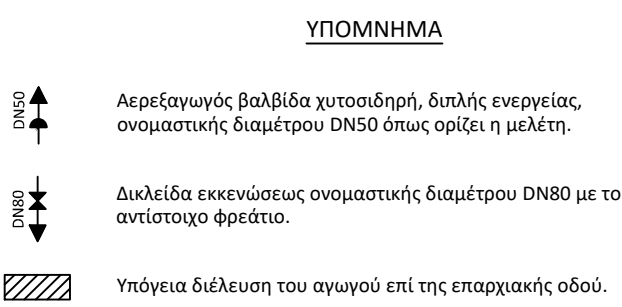 ΥΠΟΜΝΗΜΑ
DN50
Αερεξαγωγός βαλβίδα χυτοσιδηρή, διπλής ενεργείας,
ονομαστικής διαμέτρου DN50 όπως ορίζει η μελέτη.
DN80
Δικλείδα εκκενώσεως ονομαστικής διαμέτρου DN80 με το
αντίστοιχο φρεάτιο.
Υπόγεια διέλευση του αγωγού επί της επαρχιακής οδού.